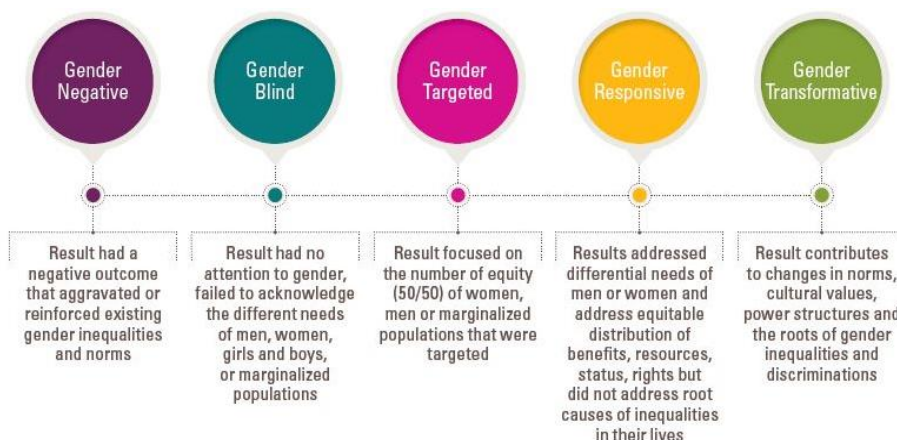 Gender
Negative
Gender
Blind
Gender
Targeted
Gender
Responsive
Gender
Transformative
Result had a
negative outcome
that aggravated or
reinforced existing
gender inequalities
and norms
Result had no
attention to gender,
failed to acknowledge
the different needs
of men, women,
girls and boys,
or marginalized
populations
Result focused on
the number of equity
(50/50) of women,
men or marginalized
populations that were
targeted
Results addressed
differential needs of
men or women and
address equitable
distribution of
benefits, resources,
status, rights but
did not address root
causes of inequalities
in their lives
Result contributes
to changes in norms,
cultural values,
power structures and
the roots of gender
inequalities and
discriminations